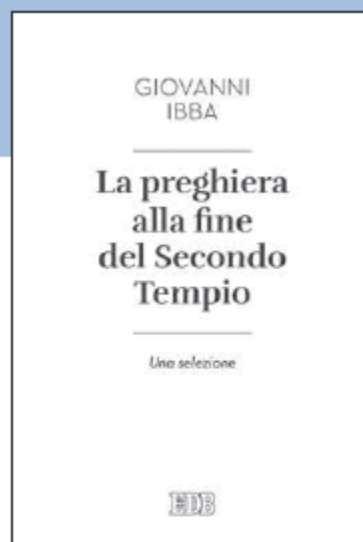 GIOVANNI
IBBA
La preghiera
alla fine
del Secondo
Tempio
Una selezione
EDB